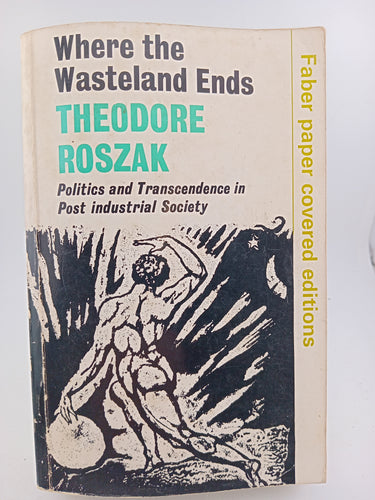 Where the
Wasteland Ends
THEODORE
ROSZAK
Politics and Transcendence in
Post industrial Society
Faber paper covered editions